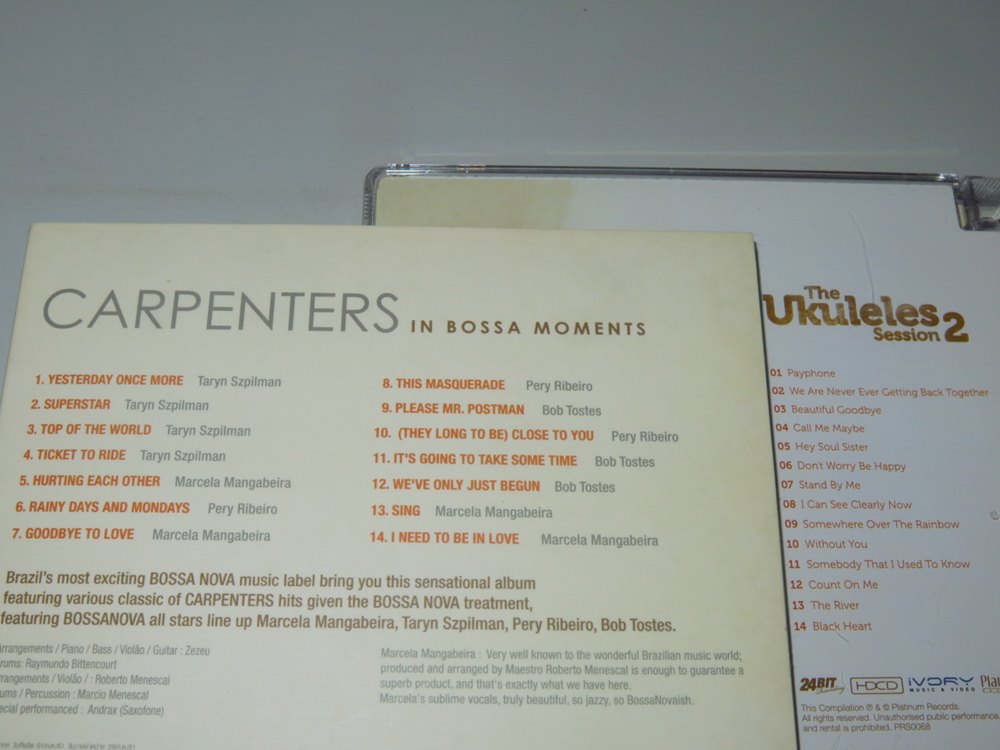 CARPENTERS IN BOSSA MOMENTS
1. YESTERDAY ONCE MORE Taryn Szpilman
2. SUPERSTAR Taryn Szpilman
3. TOP OF THE WORLD Taryn Szpilman
4. TICKET TO RIDE Taryn Szpilman
5. HURTING EACH OTHER Marcela Mangabeira
6. RAINY DAYS AND MONDAYS Pery Ribeiro
7. GOODBYE TO LOVE Marcela Mangabeira
8. THIS MASQUERADE Pery Ribeiro
9. PLEASE MR. POSTMAN Bob Tostes
10. (THEY LONG TO BE) CLOSE TO YOU Pery Ribeiro
11. IT'S GOING TO TAKE SOME TIME Bob Tostes
12. WE'VE ONLY JUST BEGUN Bob Tostes
13. SING Marcela Mangabeira
14. I NEED TO BE IN LOVE Marcela Mangabeira
Brazil's most exciting BOSSA NOVA music label bring you this sensational album
featuring various classic of CARPENTERS hits given the BOSSA NOVA treatment,
featuring BOSSANOVA all stars line up Marcela Mangabeira, Taryn Szpilman, Pery Ribeiro, Bob Tostes.
Arrangements / Piano / Bass / Violão / Guitar : Zezeu
rums: Raymundo Bittencourt
rrangements / Violão / : Roberto Menescal
ums / Percussion : Marcio Menescal
ecial performanced : Andrax (Saxofone)
Marcela Mangabeira : Very well known to the wonderful Brazilian music world;
produced and arranged by Maestro Roberto Menescal is enough to guarantee a
superb product, and that's exactly what we have here.
Marcela's sublime vocals, truly beautiful, so jazzy, so BossaNovaish.
The
Ukuleles
Session 2
01 Payphone
02 We Are Never Ever Getting Back Together
03 Beautiful Goodbye
04 Call Me Maybe
05 Hey Soul Sister
06 Don't Worry Be Happy
07 Stand By Me
08 I Can See Clearly Now
09 Somewhere Over The Rainbow
10 Without You
11 Somebody That I Used To Know
12 Count On Me
13 The River
14 Black Heart
24BIT HDCD IVORY MUSIC & VIDEO Plat
This Compilation ℗ & © Platinum Records.
All rights reserved. Unauthorised public performance,
and rental is prohibited. PRS0068